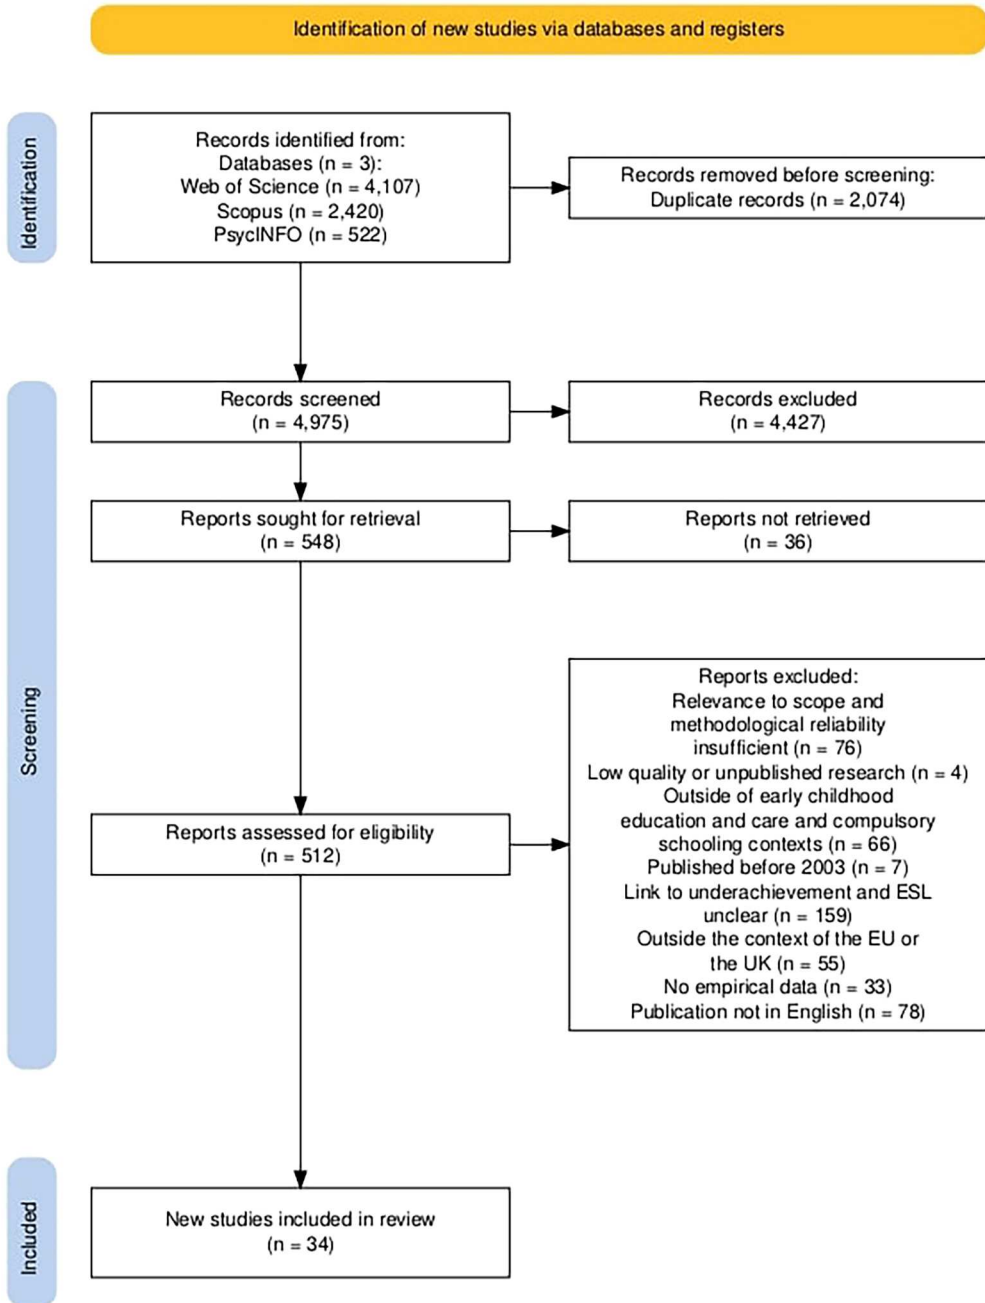 Identification of new studies via databases and registers
Identification
Records identified from:
Databases (n = 3):
Web of Science (n = 4,107)
Scopus (n = 2,420)
PsycINFO (n = 522)
Records removed before screening:
Duplicate records (n = 2,074)
Screening
Records screened
(n = 4,975)
Records excluded
(n = 4,427)
Reports sought for retrieval
(n = 548)
Reports not retrieved
(n = 36)
Reports assessed for eligibility
(n = 512)
Reports excluded:
Relevance to scope and
methodological reliability
insufficient (n = 76)
Low quality or unpublished research (n = 4)
Outside of early childhood
education and care and compulsory
schooling contexts (n = 66)
Published before 2003 (n = 7)
Link to underachievement and ESL
unclear (n = 159)
Outside the context of the EU or
the UK (n = 55)
No empirical data (n = 33)
Publication not in English (n = 78)
Included
New studies included in review
(n = 34)